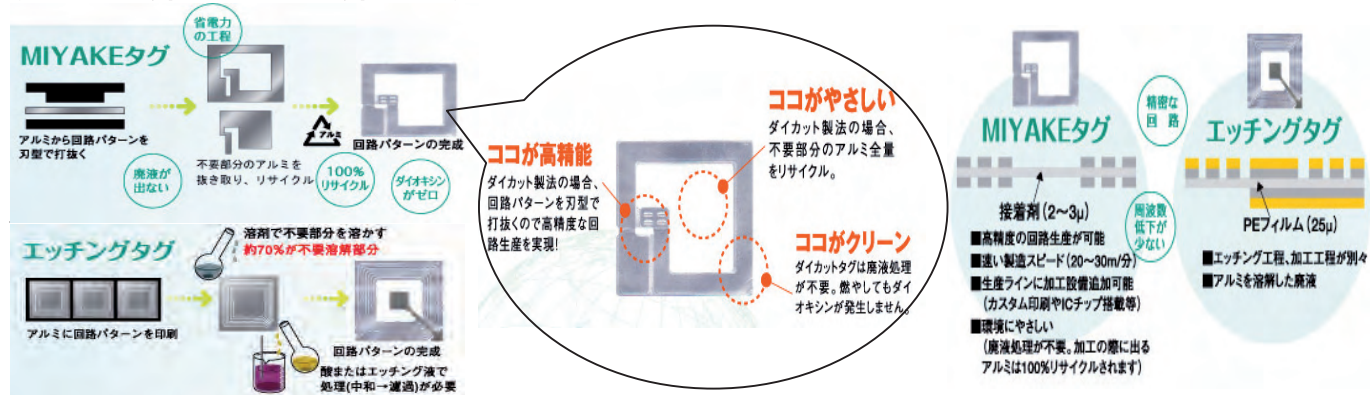 省電力
の工程
MIYAKEタグ
アルミから回路パターンを
刃型で打抜く
廃液が
出ない
不要部分のアルミを
抜き取り、リサイクル
100%
リサイクル
アルミ
回路パターンの完成
ダイオキシン
がゼロ
エッチングタグ
溶剤で不要部分を溶かす
約70%が不要溶解部分
アルミに回路パターンを印刷
回路パターンの完成
酸またはエッチング液で
処理(中和→濾過)が必要
ココが高精能
ダイカット製法の場合、
回路パターンを刃型で
打抜くので高精度な回
路生産を実現!
ココがやさしい
ダイカット製法の場合、
不要部分のアルミ全量
をリサイクル。
ココがクリーン
ダイカットタグは廃液処理
が不要。燃やしてもダイ
オキシンが発生しません。
MIYAKEタグ
接着剤(2〜3μ)
■高精度の回路生産が可能
■速い製造スピード(20〜30m/分)
■生産ラインに加工設備追加可能
(カスタム印刷やICチップ搭載等)
■環境にやさしい
(廃液処理が不要。加工の際に出る
アルミは100%リサイクルされます)
精密な
回路
周波数
低下が
少ない
エッチングタグ
PEフィルム(25μ)
■エッチング工程、加工工程が別々
■アルミを溶解した廃液